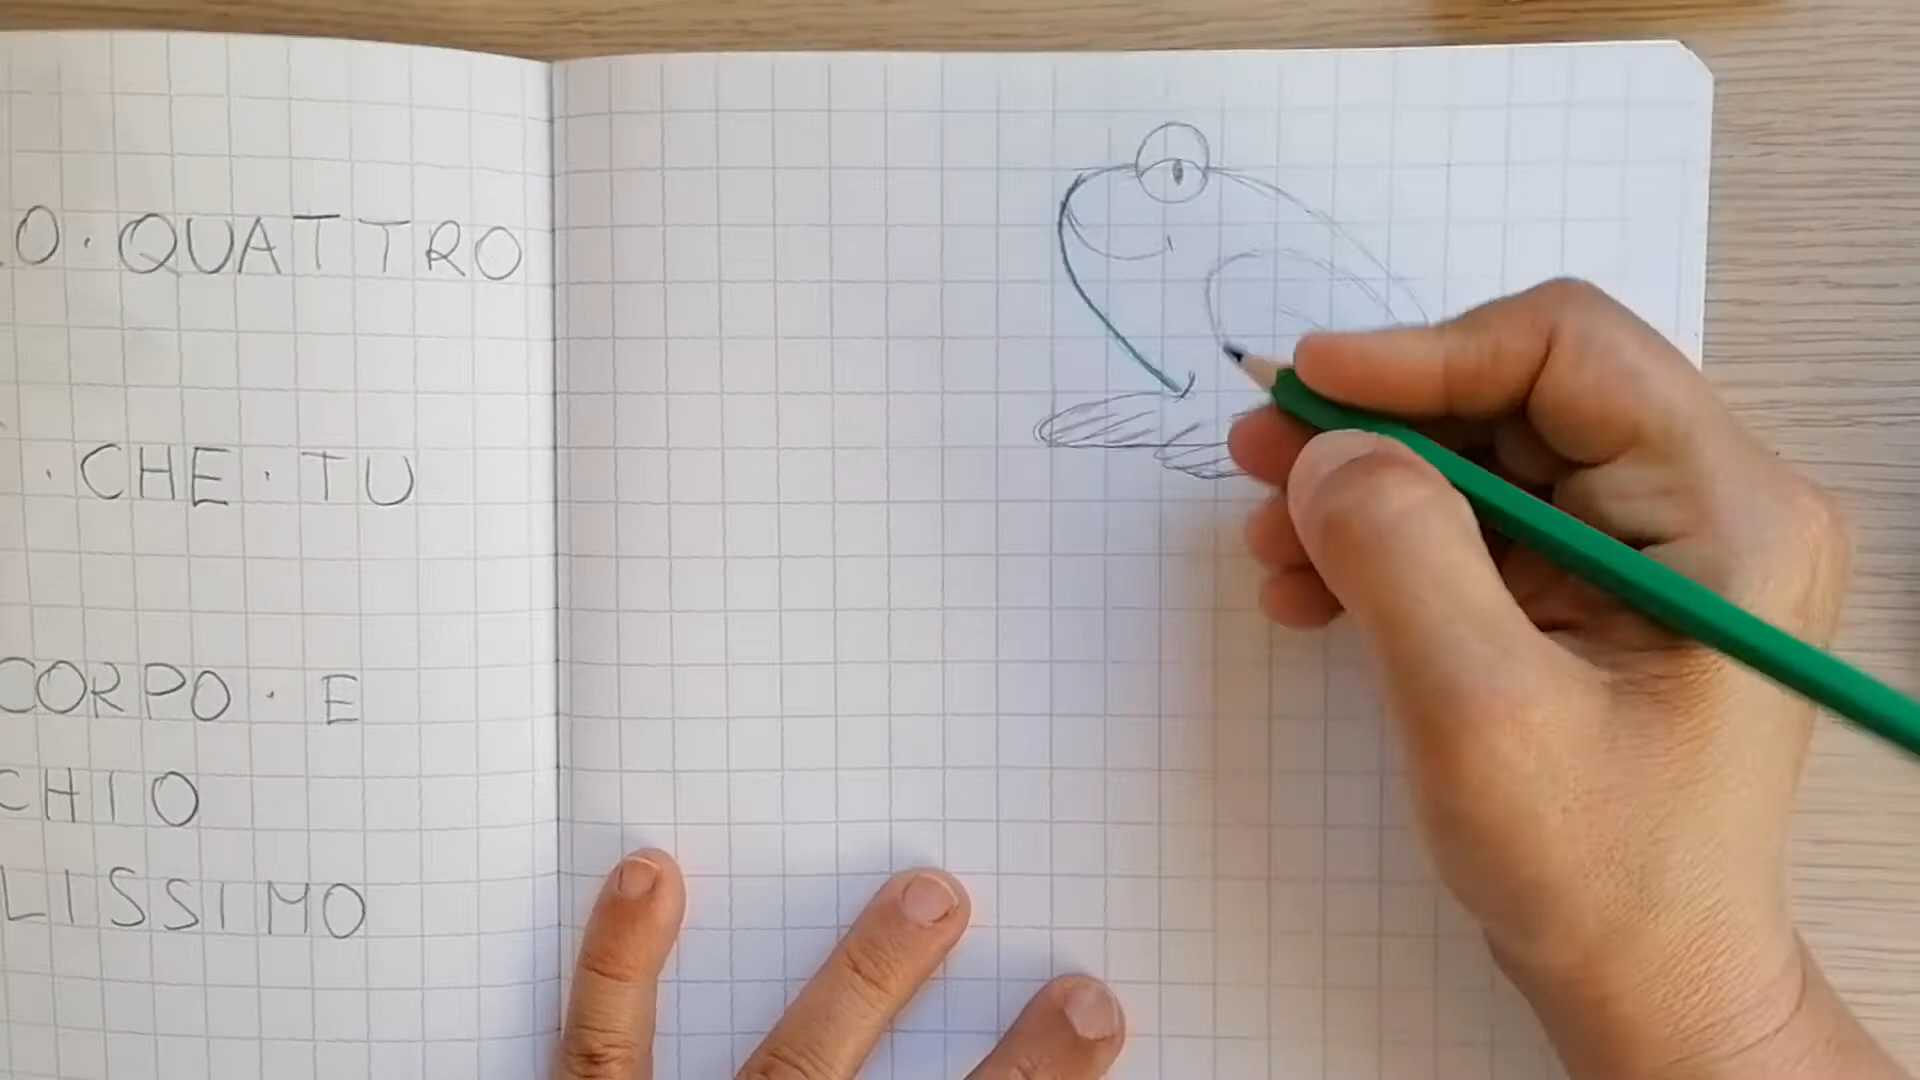 O · QUATTRO
· CHE · TU
CORPO · E
CHIO
LISSIMO